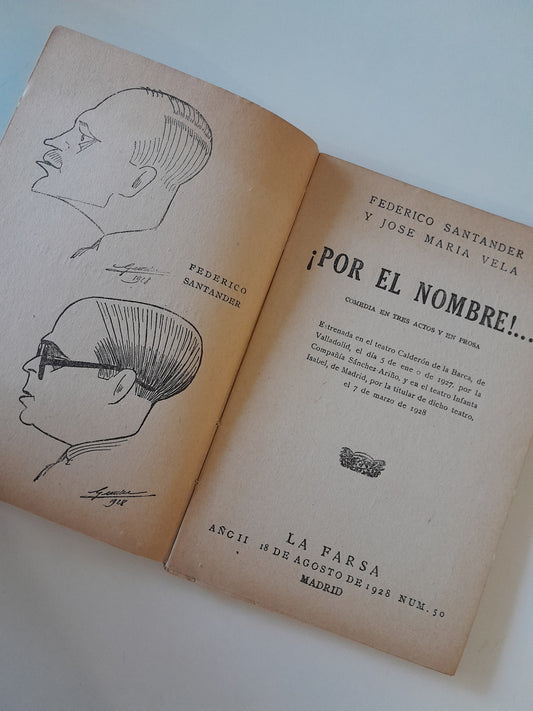 1928
FEDERICO
SANTANDER
1928
FEDERICO SANTANDER
Y JOSE MARIA VELA
¡POR EL NOMBRE!...
COMEDIA EN TRES ACTOS Y EN PROSA
Estrenada en el teatro Calderón de la Barca, de
Valladolid, el día 5 de ene o de 1927, por la
Compañía Sánchez-Ariño, y en el teatro Infanta
Isabel, de Madrid, por la titular de dicho teatro,
el 7 de marzo de 1928
LA FARSA
AÑO II 18 DE AGOSTO DE 1928 NUM. 50
MADRID